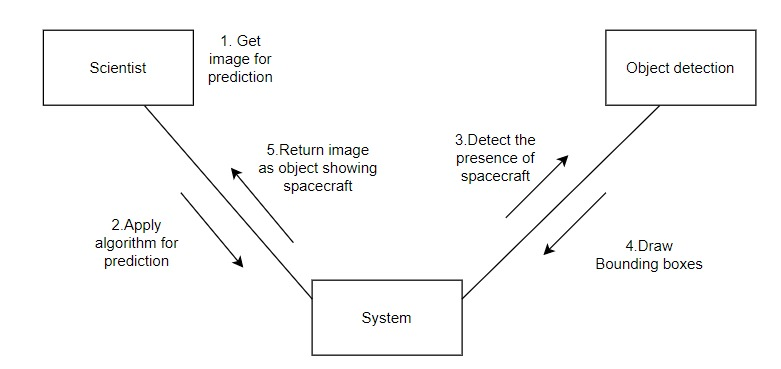 Scientist
1. Get
image for
prediction
Object detection
5.Return image
as object showing
spacecraft
3.Detect the
presence of
spacecraft
2.Apply
algorithm for
prediction
4.Draw
Bounding boxes
System